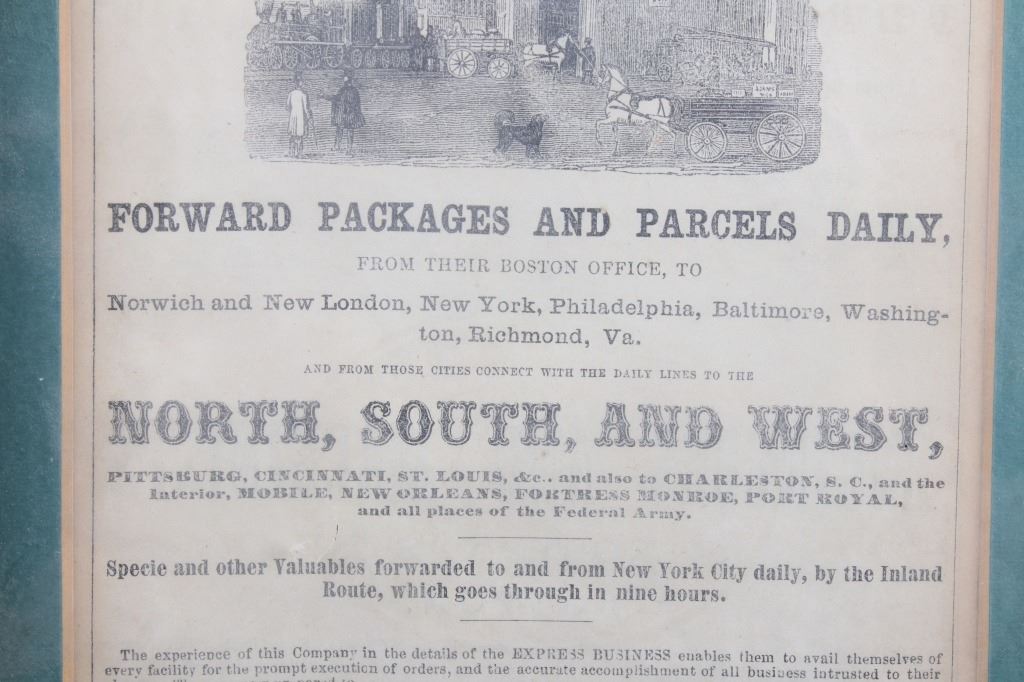 ADAMS
& Co
FORWARD PACKAGES AND PARCELS DAILY,
FROM THEIR BOSTON OFFICE, TO
Norwich and New London, New York, Philadelphia, Baltimore, Washing-
ton, Richmond, Va.
AND FROM THOSE CITIES CONNECT WITH THE DAILY LINES TO THE
NORTH, SOUTH, AND WEST,
PITTSBURG, CINCINNATI, ST. LOUIS, &c., and also to CHARLESTON, S. C., and the
Interior, MOBILE, NEW ORLEANS, FORTRESS MONROE, PORT ROYAL,
and all places of the Federal Army.
Specie and other Valuables forwarded to and from New York City daily, by the Inland
Route, which goes through in nine hours.
The experience of this Company in the details of the EXPRESS BUSINESS enables them to avail themselves of
every facility for the prompt execution of orders, and the accurate accomplishment of all business intrusted to their